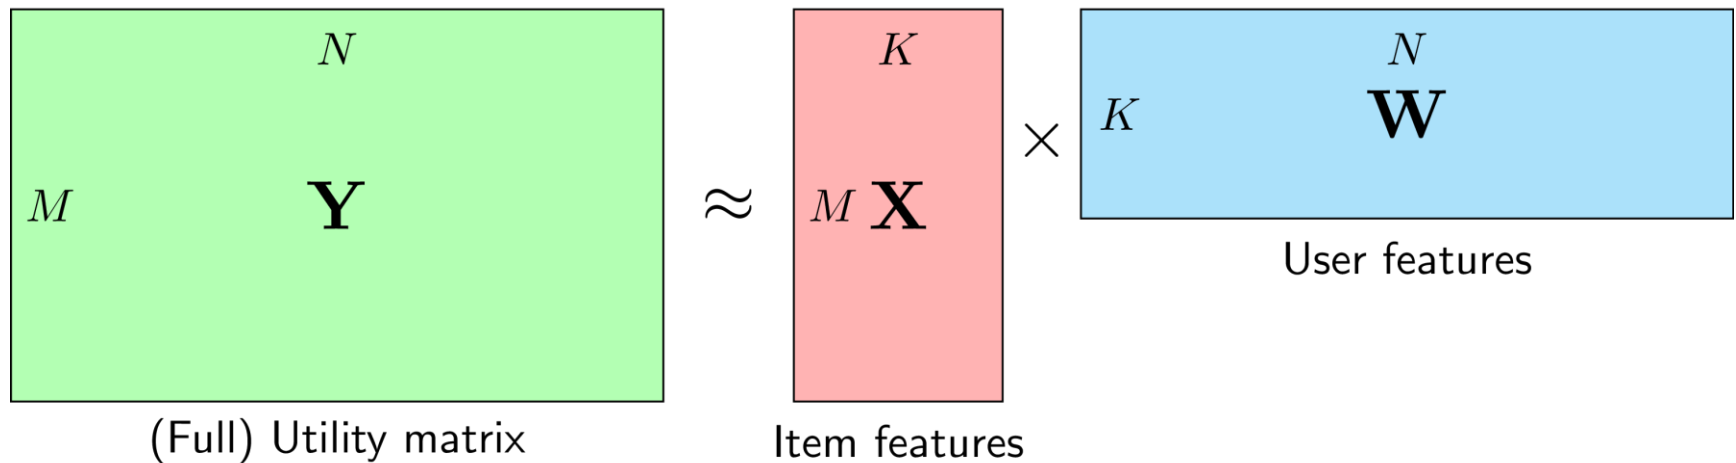 N
M Y
(Full) Utility matrix
≈
K
M X
Item features
×
N
K W
User features